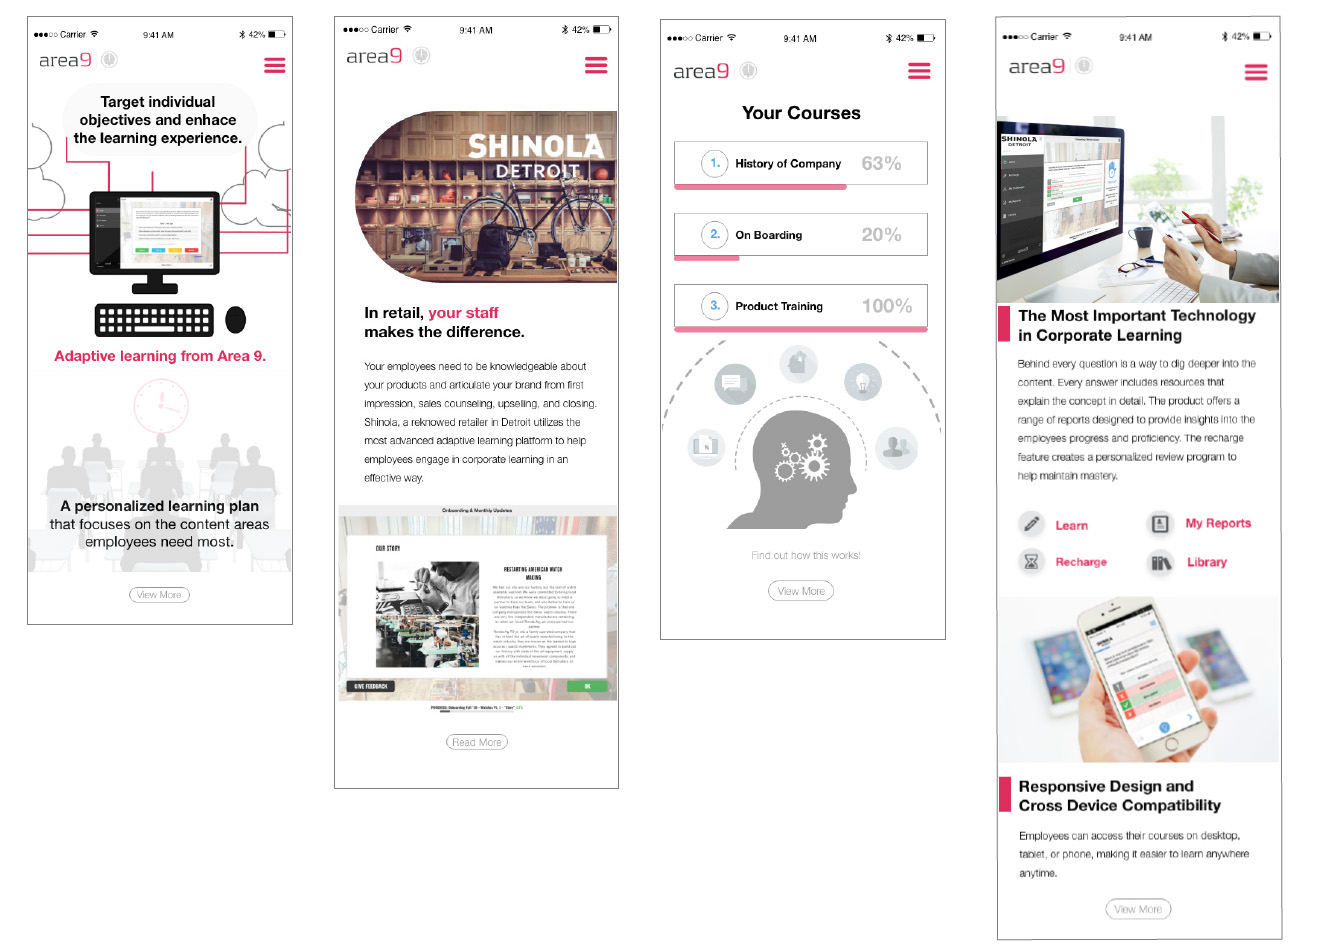 Carrier 9:41 AM 42%
area9
Target individual
objectives and enhace
the learning experience.
Adaptive learning from Area 9.
A personalized learning plan
that focuses on the content areas
employees need most.
View More
Carrier 9:41 AM 42%
area9
SHINOLA
DETROIT
In retail, your staff
makes the difference.
Your employees need to be knowledgeable about
your products and articulate your brand from first
impression, sales counseling, upselling, and closing.
Shinola, a reknowed retailer in Detroit utilizes the
most advanced adaptive learning platform to help
employees engage in corporate learning in an
effective way.
Onboarding & Monthly Updates
OUR STORY
RESTARTING AMERICAN WATCH
MAKING
GIVE FEEDBACK
OK
Read More
Carrier 9:41 AM 42%
area9
Your Courses
1. History of Company 63%
2. On Boarding 20%
3. Product Training 100%
Find out how this works!
View More
Carrier 9:41 AM 42%
area9
SHINOLA
DETROIT
area9
The Most Important Technology
in Corporate Learning
Behind every question is a way to dig deeper into the
content. Every answer includes resources that
explain the concept in detail. The product offers a
range of reports designed to provide insights into the
employees progress and proficiency. The recharge
feature creates a personalized review program to
help maintain mastery.
Learn
My Reports
Recharge
Library
Responsive Design and
Cross Device Compatibility
Employees can access their courses on desktop,
tablet, or phone, making it easier to learn anywhere
anytime.
View More